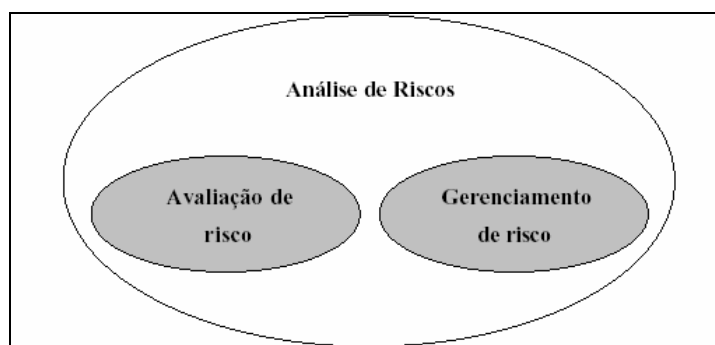 Análise de Riscos
Avaliação de
risco
Gerenciamento
de risco